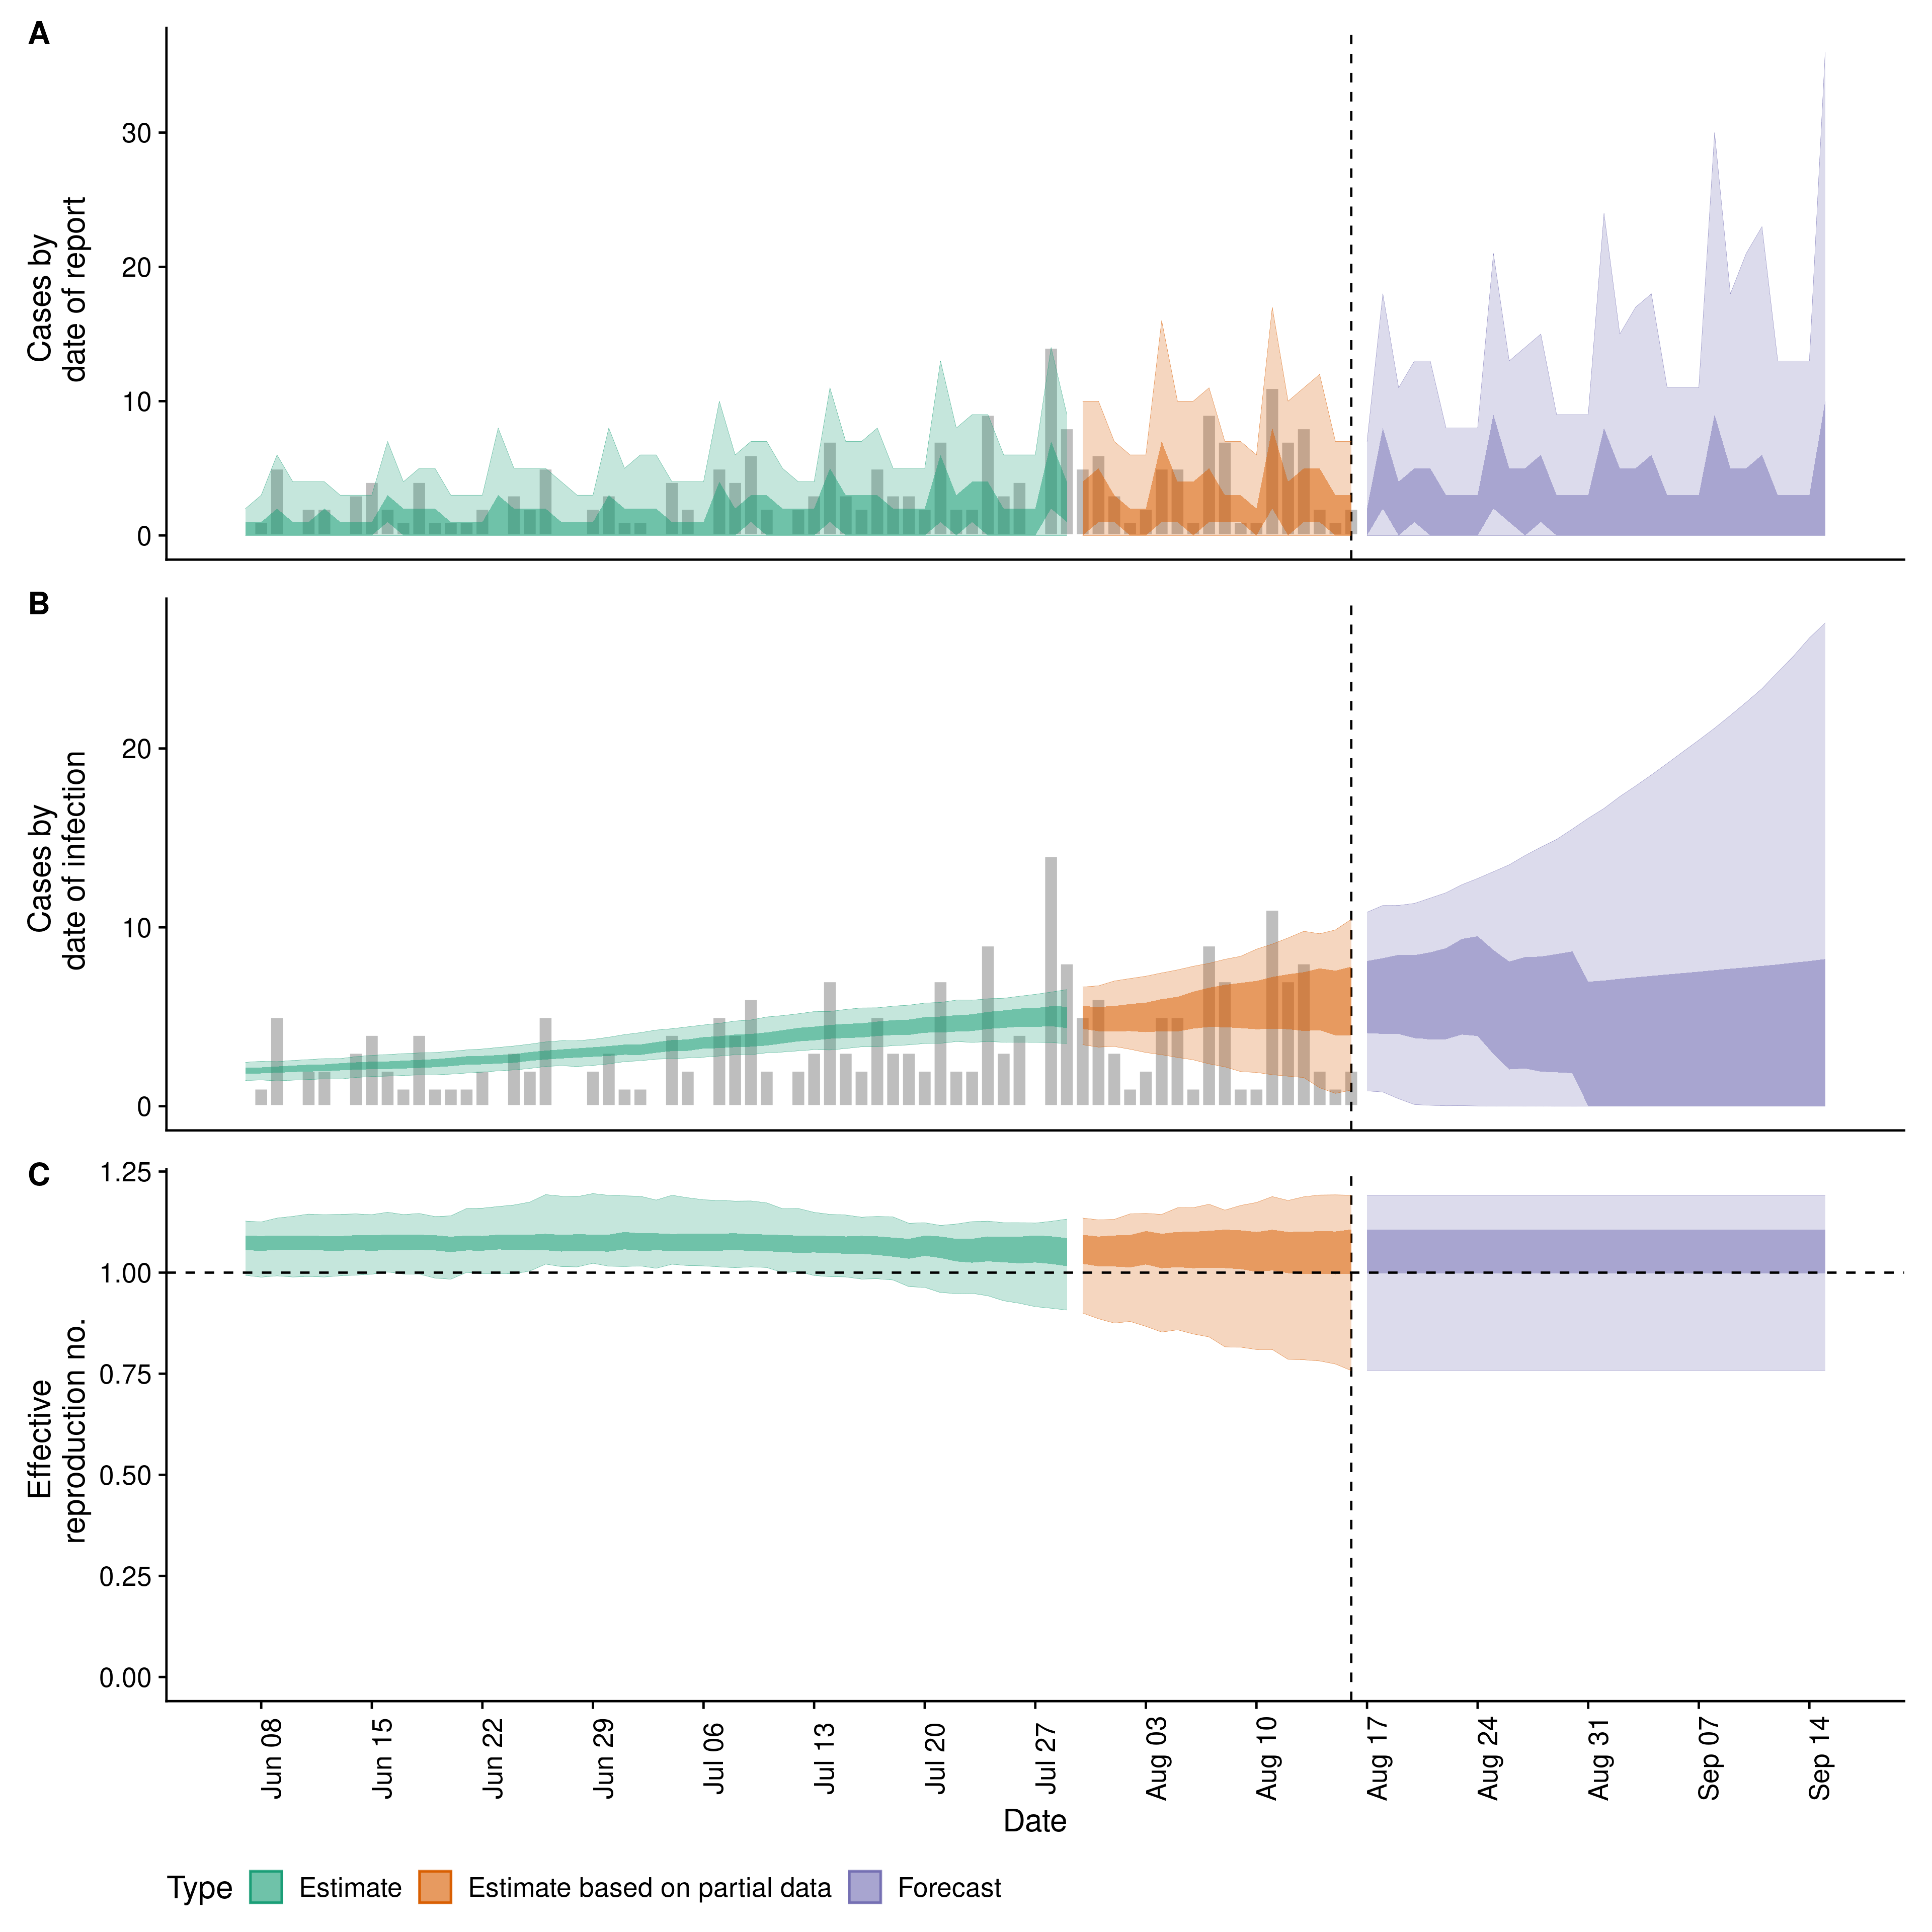 A
Cases by
date of report
30
20
10
0
B
Cases by
date of infection
20
10
0
C
Effective
reproduction no.
1.25
1.00
0.75
0.50
0.25
0.00
Jun 08
Jun 15
Jun 22
Jun 29
Jul 06
Jul 13
Jul 20
Jul 27
Aug 03
Aug 10
Aug 17
Aug 24
Aug 31
Sep 07
Sep 14
Date
Type Estimate Estimate based on partial data Forecast